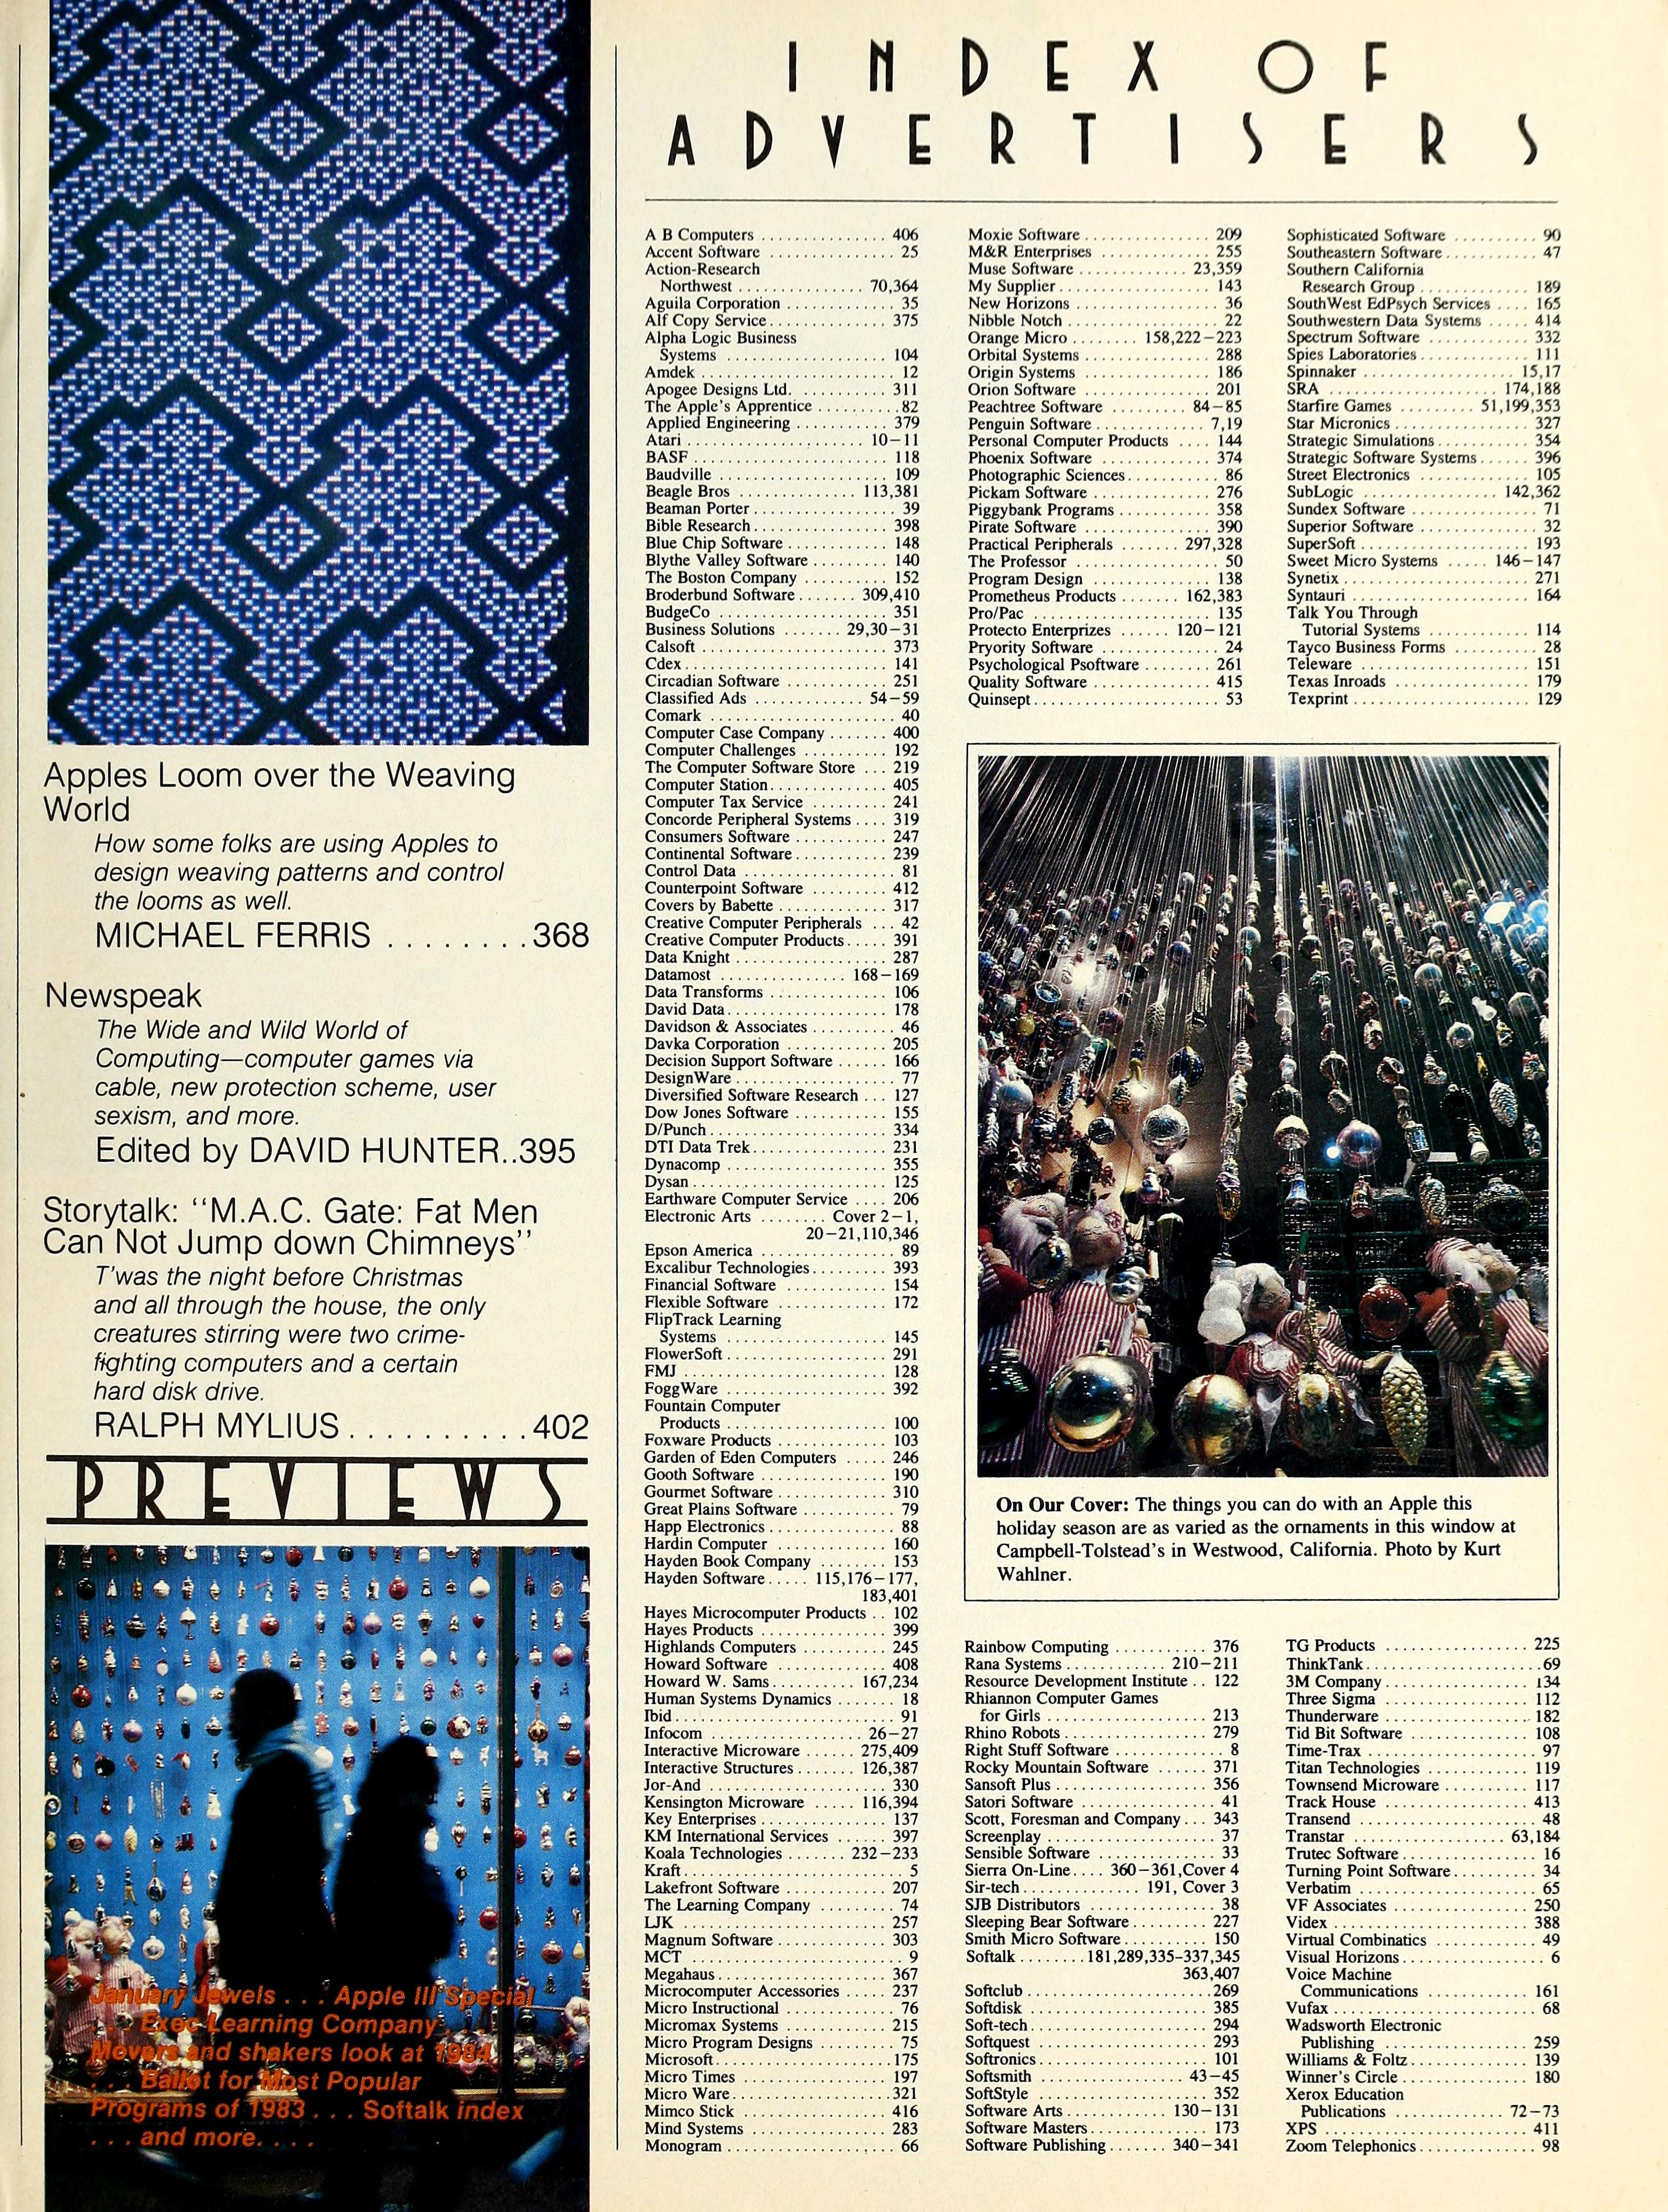 Apples Loom over the Weaving
World
How some folks are using Apples to
design weaving patterns and control
the looms as well.
MICHAEL FERRIS ........368
Newspeak
The Wide and Wild World of
Computing—computer games via
cable, new protection scheme, user
sexism, and more.
Edited by DAVID HUNTER..395
Storytalk: "M.A.C. Gate: Fat Men
Can Not Jump down Chimneys"
T'was the night before Christmas
and all through the house, the only
creatures stirring were two crime-
fighting computers and a certain
hard disk drive.
RALPH MYLIUS..........402
PREVIEWS
January Jewels . . . Apple III Special
. . . Exec Learning Company
Movers and shakers look at 1984
. . . Ballot for Most Popular
Programs of 1983 . . . Softalk index
. . . and more. . . .
INDEX OF
ADVERTISERS
A B Computers ............... 406
Accent Software ............... 25
Action-Research
Northwest ............... 70,364
Aguila Corporation ............ 35
Alf Copy Service .............. 375
Alpha Logic Business
Systems .................. 104
Amdek ...................... 12
Apogee Designs Ltd. .......... 311
The Apple's Apprentice .......... 82
Applied Engineering ........... 379
Atari ..................... 10–11
BASF ....................... 118
Baudville .................... 109
Beagle Bros .............. 113,381
Beaman Porter ................. 39
Bible Research ................ 398
Blue Chip Software ............ 148
Blythe Valley Software ......... 140
The Boston Company .......... 152
Broderbund Software ....... 309,410
BudgeCo .................... 351
Business Solutions ....... 29,30–31
Calsoft ..................... 373
Cdex ....................... 141
Circadian Software ............ 251
Classified Ads ............. 54–59
Comark ...................... 40
Computer Case Company ....... 400
Computer Challenges .......... 192
The Computer Software Store ... 219
Computer Station .............. 405
Computer Tax Service ......... 241
Concorde Peripheral Systems .... 319
Consumers Software ........... 247
Continental Software ........... 239
Control Data .................. 81
Counterpoint Software ......... 412
Covers by Babette ............. 317
Creative Computer Peripherals ... 42
Creative Computer Products ..... 391
Data Knight .................. 287
Datamost ............... 168–169
Data Transforms .............. 106
David Data ................... 178
Davidson & Associates .......... 46
Davka Corporation ............ 205
Decision Support Software ...... 166
DesignWare ................... 77
Diversified Software Research ... 127
Dow Jones Software ........... 155
D/Punch ..................... 334
DTI Data Trek ................ 231
Dynacomp ................... 355
Dysan ....................... 125
Earthware Computer Service .... 206
Electronic Arts ........ Cover 2–1,
20–21,110,346
Epson America ................ 89
Excalibur Technologies ......... 393
Financial Software ............ 154
Flexible Software ............. 172
FlipTrack Learning
Systems .................. 145
FlowerSoft ................... 291
FMJ ........................ 128
FoggWare ................... 392
Fountain Computer
Products .................. 100
Foxware Products ............. 103
Garden of Eden Computers ..... 246
Gooth Software ............... 190
Gourmet Software ............. 310
Great Plains Software ........... 79
Happ Electronics ............... 88
Hardin Computer ............. 160
Hayden Book Company ........ 153
Hayden Software ..... 115,176–177,
183,401
Hayes Microcomputer Products .. 102
Hayes Products ............... 399
Highlands Computers .......... 245
Howard Software ............. 408
Howard W. Sams .......... 167,234
Human Systems Dynamics ....... 18
Ibid ......................... 91
Infocom .................. 26–27
Interactive Microware ...... 275,409
Interactive Structures ....... 126,387
Jor-And ..................... 330
Kensington Microware ..... 116,394
Key Enterprises ............... 137
KM International Services ...... 397
Koala Technologies ....... 232–233
Kraft ......................... 5
Lakefront Software ............ 207
The Learning Company ......... 74
LJK ........................ 257
Magnum Software ............. 303
MCT ......................... 9
Megahaus .................... 367
Microcomputer Accessories ..... 237
Micro Instructional ............. 76
Micromax Systems ............ 215
Micro Program Designs ......... 75
Microsoft .................... 175
Micro Times ................. 197
Micro Ware .................. 321
Mimco Stick ................. 416
Mind Systems ................ 283
Monogram .................... 66
Moxie Software ............... 209
M&R Enterprises ............. 255
Muse Software ............ 23,359
My Supplier .................. 143
New Horizons ................. 36
Nibble Notch .................. 22
Orange Micro ........ 158,222–223
Orbital Systems ............... 288
Origin Systems ............... 186
Orion Software ............... 201
Peachtree Software ......... 84–85
Penguin Software ............ 7,19
Personal Computer Products .... 144
Phoenix Software ............. 374
Photographic Sciences ........... 86
Pickam Software .............. 276
Piggybank Programs ........... 358
Pirate Software ............... 390
Practical Peripherals ....... 297,328
The Professor ................. 50
Program Design .............. 138
Prometheus Products ....... 162,383
Pro/Pac ..................... 135
Protecto Enterprizes ...... 120–121
Pryority Software .............. 24
Psychological Psoftware ........ 261
Quality Software .............. 415
Quinsept ..................... 53
Sophisticated Software .......... 90
Southeastern Software ........... 47
Southern California
Research Group ............ 189
SouthWest EdPsych Services .... 165
Southwestern Data Systems ..... 414
Spectrum Software ............ 332
Spies Laboratories ............. 111
Spinnaker .................. 15,17
SRA .................... 174,188
Starfire Games ......... 51,199,353
Star Micronics ................ 327
Strategic Simulations ........... 354
Strategic Software Systems ...... 396
Street Electronics ............. 105
SubLogic ................ 142,362
Sundex Software ............... 71
Superior Software .............. 32
SuperSoft .................... 193
Sweet Micro Systems ..... 146–147
Synetix ...................... 271
Syntauri ..................... 164
Talk You Through
Tutorial Systems ............ 114
Tayco Business Forms .......... 28
Teleware .................... 151
Texas Inroads ................ 179
Texprint ..................... 129
On Our Cover: The things you can do with an Apple this
holiday season are as varied as the ornaments in this window at
Campbell-Tolstead's in Westwood, California. Photo by Kurt
Wahlner.
Rainbow Computing ........... 376
Rana Systems ............ 210–211
Resource Development Institute .. 122
Rhiannon Computer Games
for Girls .................. 213
Rhino Robots ................. 279
Right Stuff Software ............ 8
Rocky Mountain Software ...... 371
Sansoft Plus .................. 356
Satori Software ................ 41
Scott, Foresman and Company ... 343
Screenplay .................... 37
Sensible Software .............. 33
Sierra On-Line .... 360–361,Cover 4
Sir-tech ............. 191, Cover 3
SJB Distributors ............... 38
Sleeping Bear Software ......... 227
Smith Micro Software .......... 150
Softalk ........181,289,335–337,345
363,407
Softclub ..................... 269
Softdisk ..................... 385
Soft-tech ..................... 294
Softquest .................... 293
Softronics .................... 101
Softsmith ................. 43–45
SoftStyle .................... 352
Software Arts ............ 130–131
Software Masters .............. 173
Software Publishing ....... 340–341
TG Products ................. 225
ThinkTank .................... 69
3M Company ................. 134
Three Sigma ................. 112
Thunderware ................. 182
Tid Bit Software .............. 108
Time-Trax .................... 97
Titan Technologies ............ 119
Townsend Microware .......... 117
Track House ................. 413
Transend ..................... 48
Transtar ................. 63,184
Trutec Software ................ 16
Turning Point Software .......... 34
Verbatim ..................... 65
VF Associates ................ 250
Videx ....................... 388
Virtual Combinatics ............ 49
Visual Horizons ................ 6
Voice Machine
Communications ............ 161
Vufax ........................ 68
Wadsworth Electronic
Publishing ................. 259
Williams & Foltz .............. 139
Winner's Circle ............... 180
Xerox Education
Publications ............. 72–73
XPS ........................ 411
Zoom Telephonics .............. 98